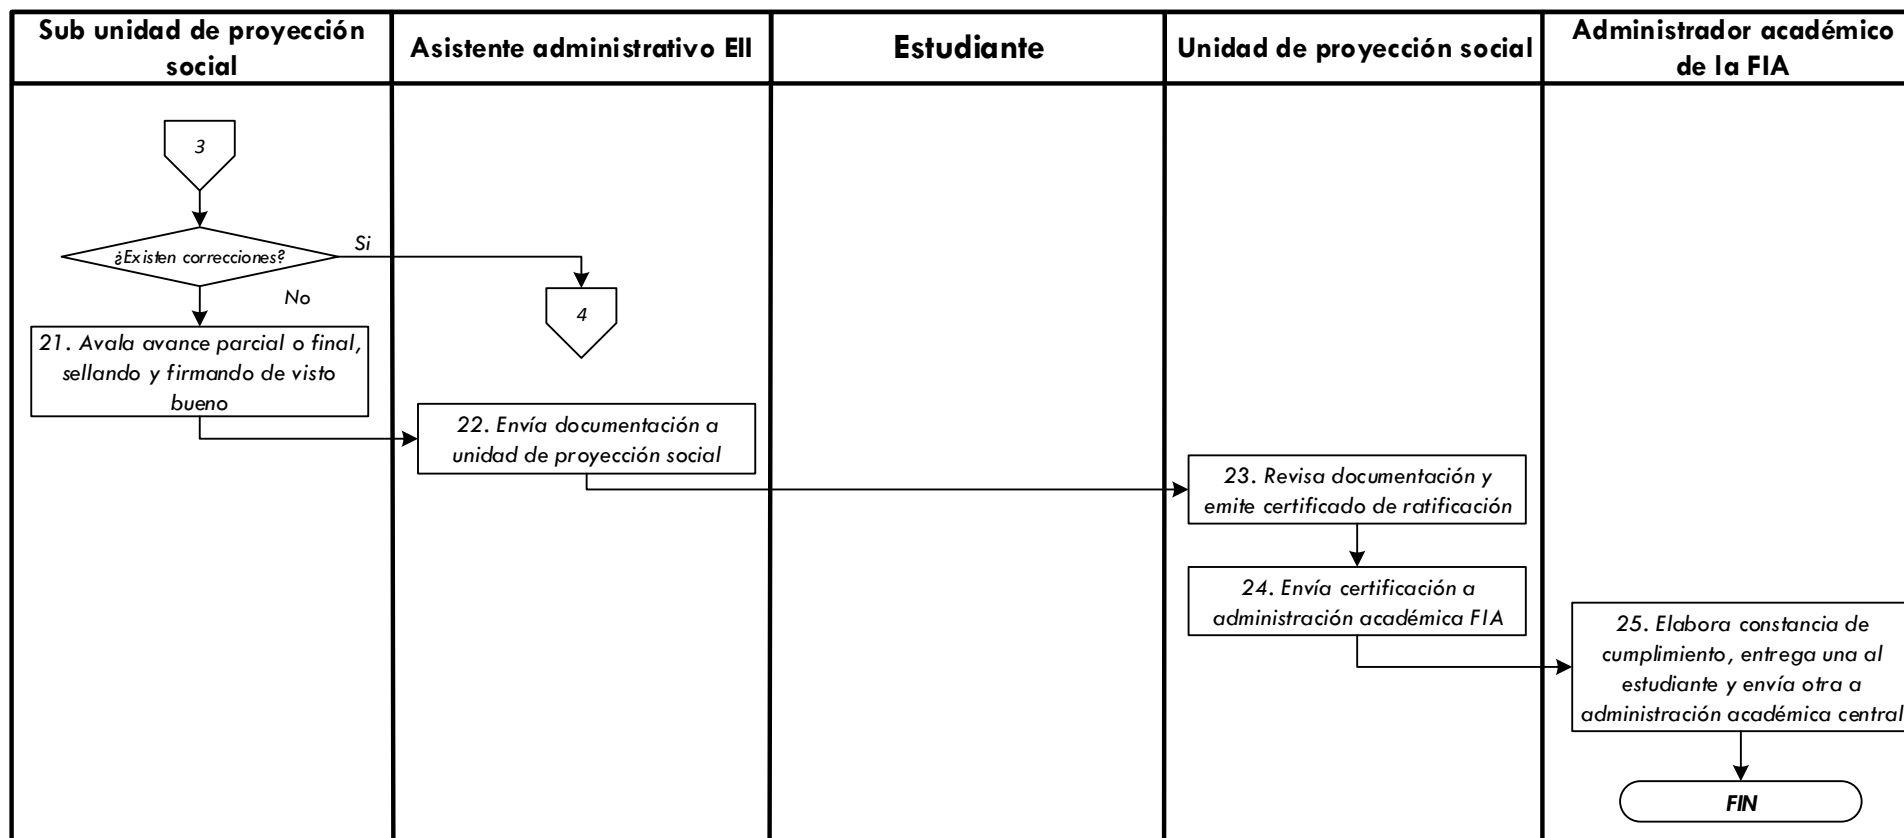 Sub unidad de proyección
social
Asistente administrativo EII
Estudiante
Unidad de proyección social
Administrador académico
de la FIA
3
¿Existen correcciones?
Si
No
4
21. Avala avance parcial o final,
sellando y firmando de visto
bueno
22. Envía documentación a
unidad de proyección social
23. Revisa documentación y
emite certificado de ratificación
24. Envía certificación a
administración académica FIA
25. Elabora constancia de
cumplimiento, entrega una al
estudiante y envía otra a
administración académica central
FIN